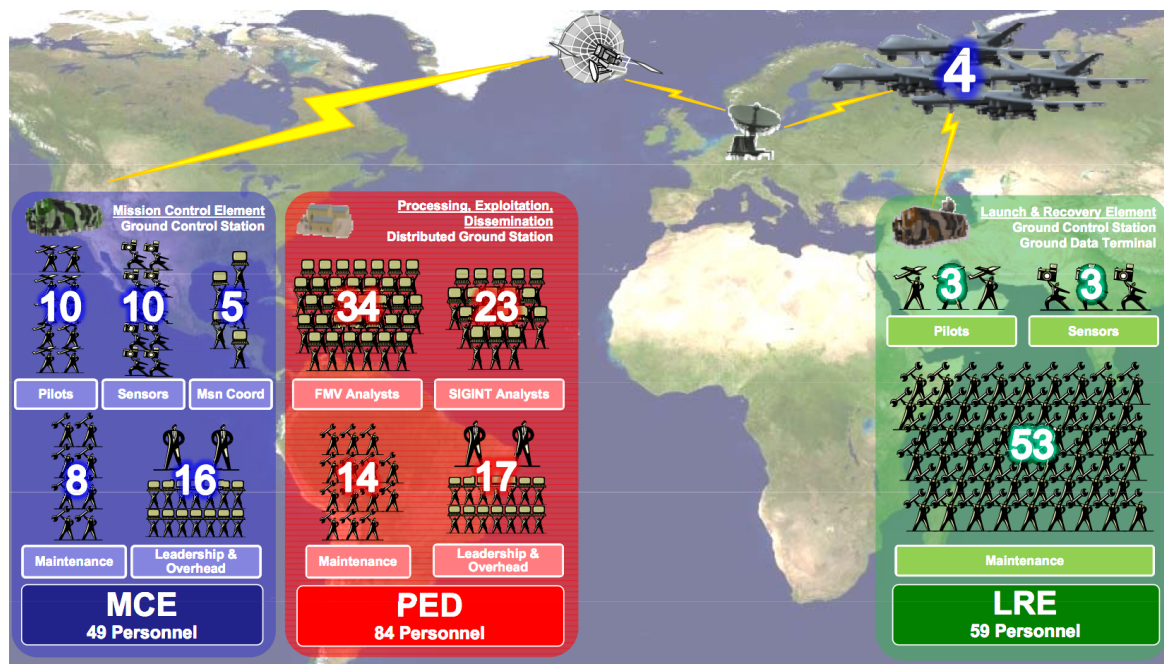 4
Mission Control Element
Ground Control Station
10
10
5
Pilots
Sensors
Msn Coord
8
16
Maintenance
Leadership &
Overhead
MCE
49 Personnel
Processing, Exploitation,
Dissemination
Distributed Ground Station
34
23
FMV Analysts
SIGINT Analysts
14
17
Maintenance
Leadership &
Overhead
PED
84 Personnel
Launch & Recovery Element
Ground Control Station
Ground Data Terminal
3
3
Pilots
Sensors
53
Maintenance
LRE
59 Personnel